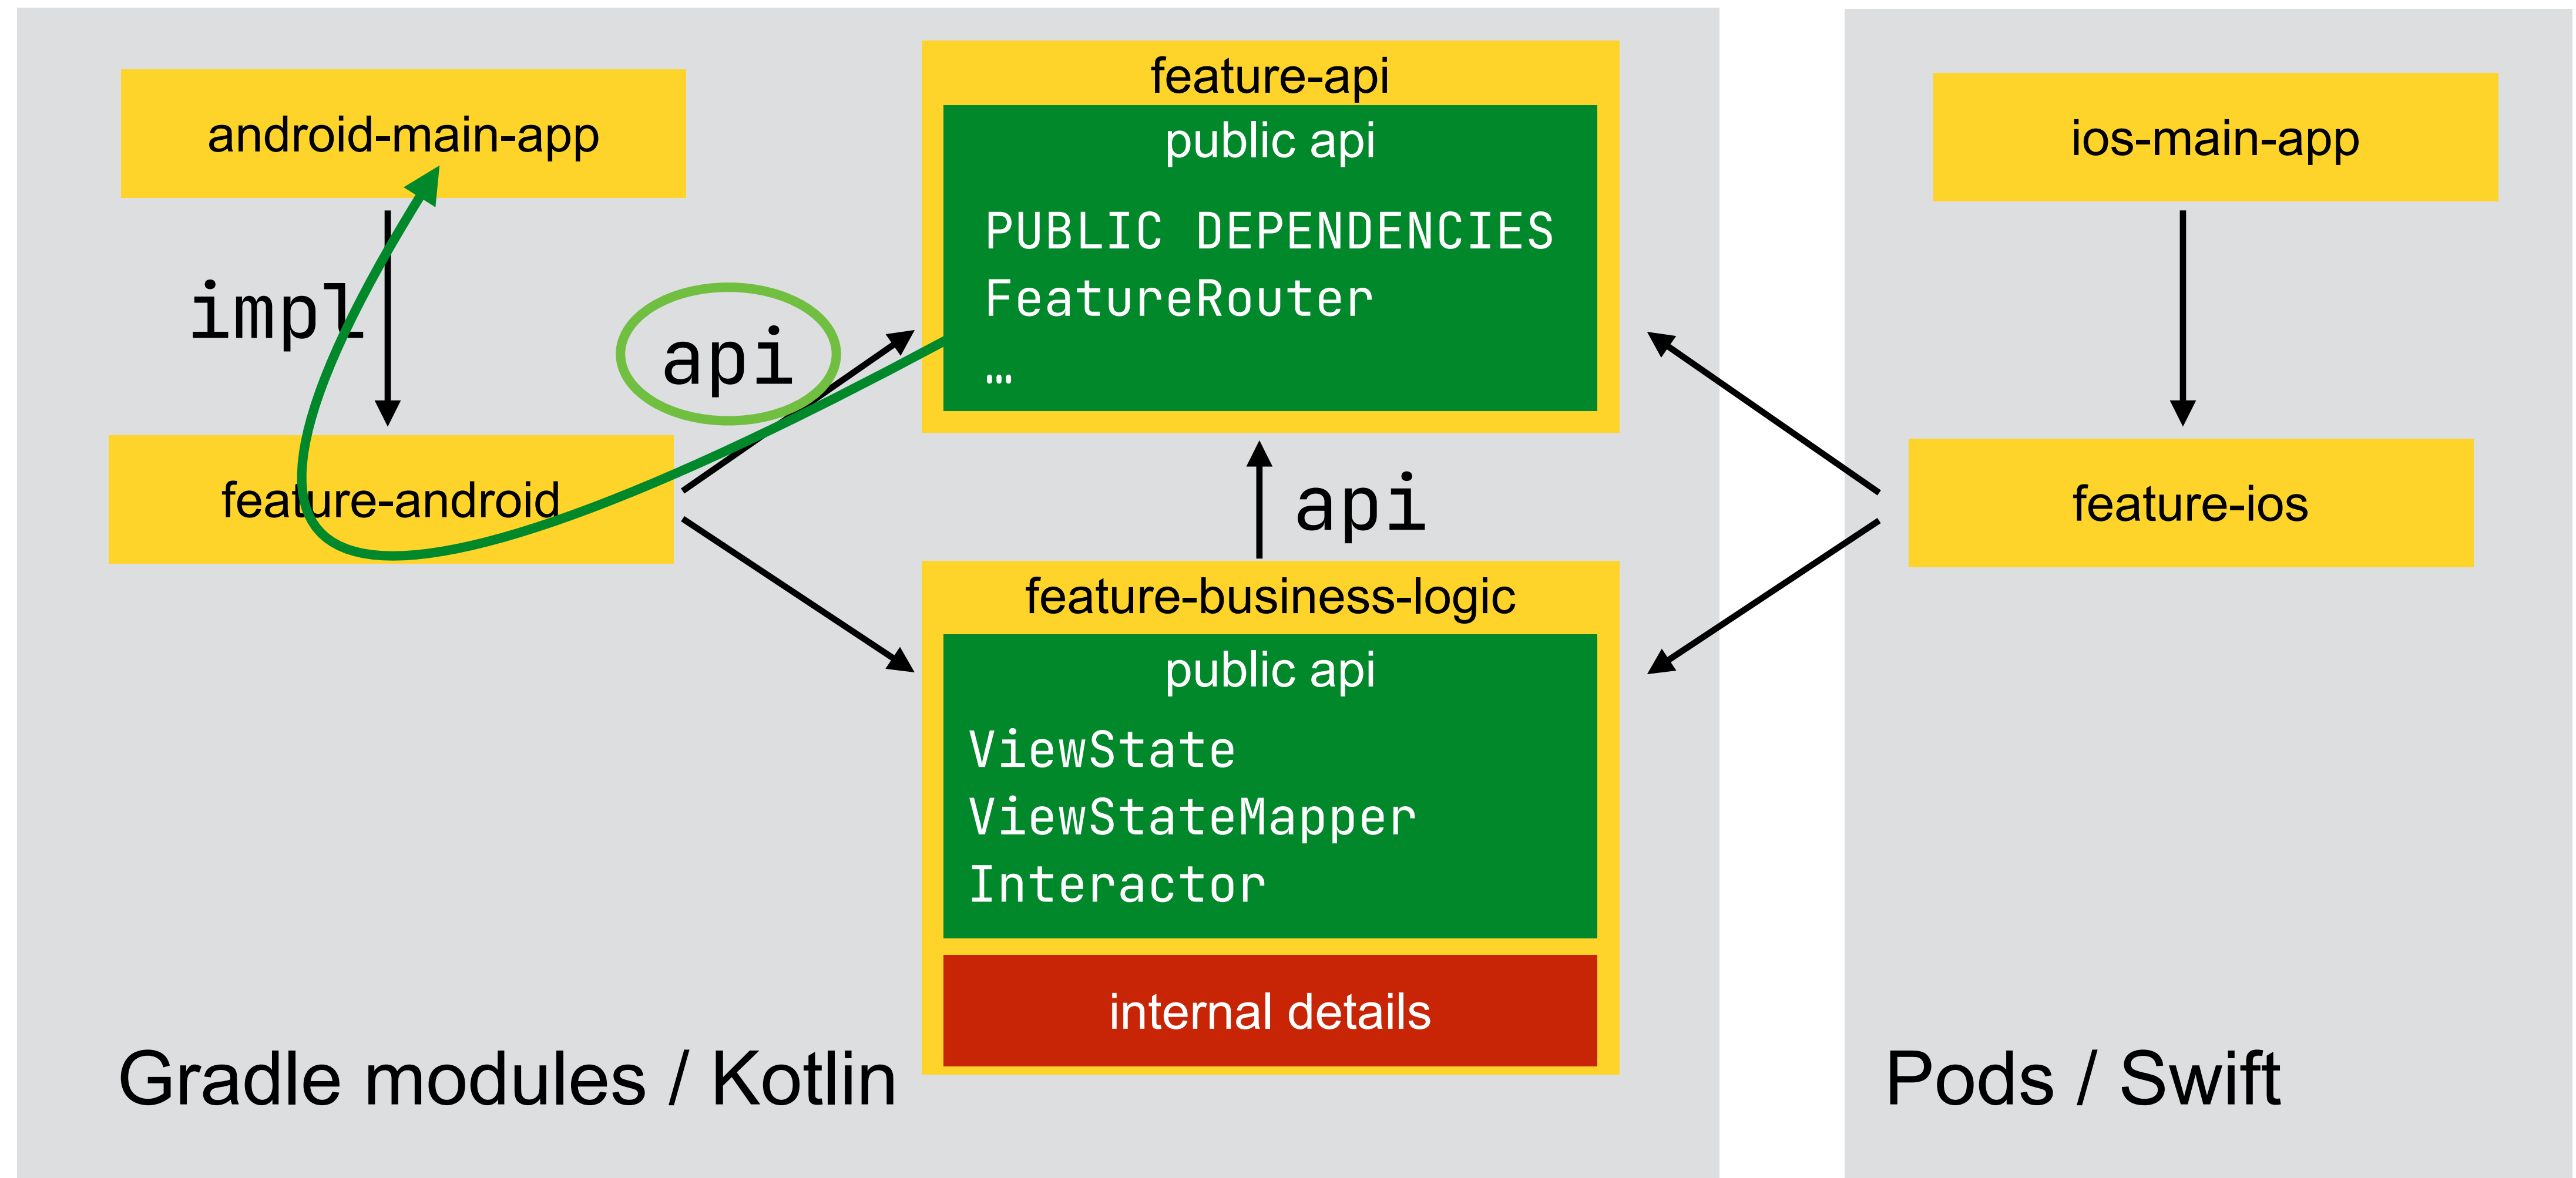 android-main-app
impl
feature-android
api
feature-api
public api
PUBLIC DEPENDENCIES
FeatureRouter
…
api
feature-business-logic
public api
ViewState
ViewStateMapper
Interactor
internal details
Gradle modules / Kotlin
ios-main-app
feature-ios
Pods / Swift